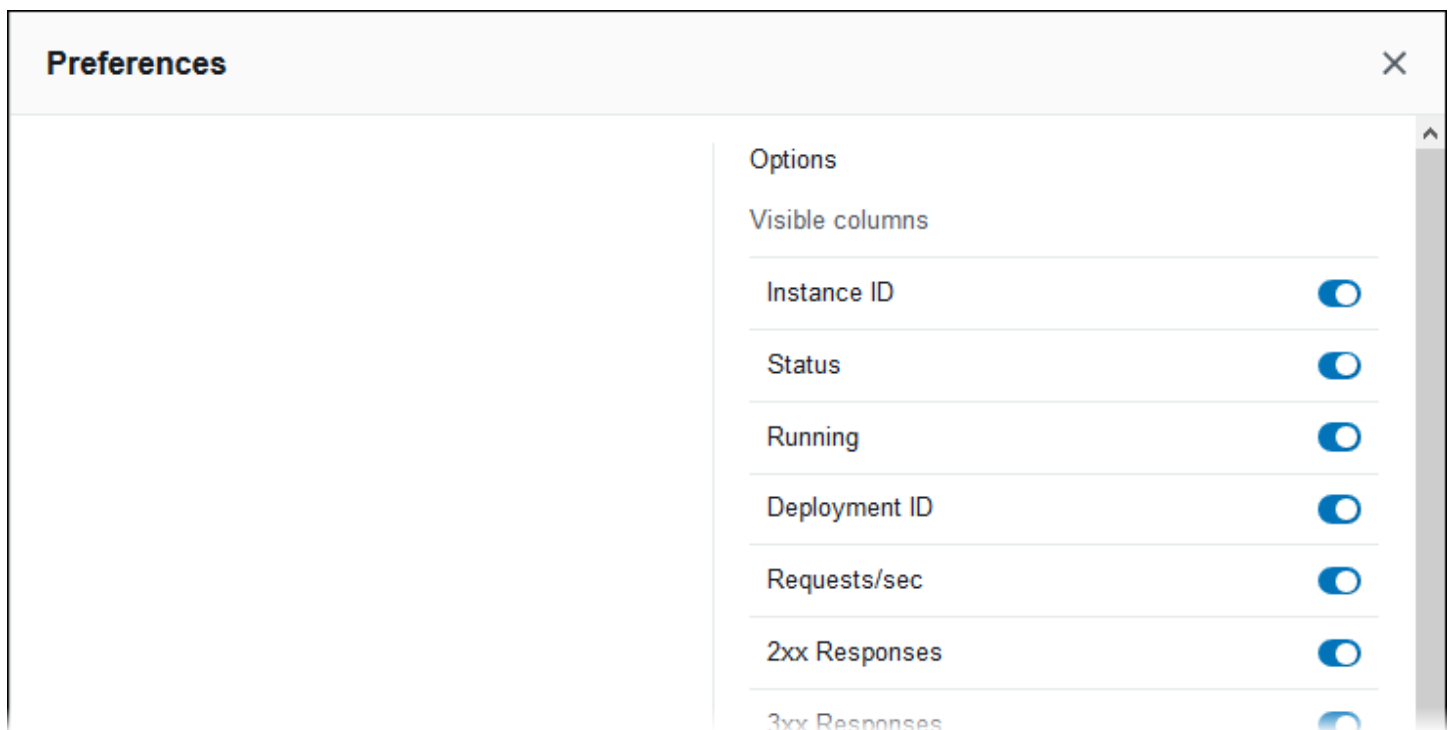 Preferences
Options
Visible columns
Instance ID
Status
Running
Deployment ID
Requests/sec
2xx Responses
3xx Responses